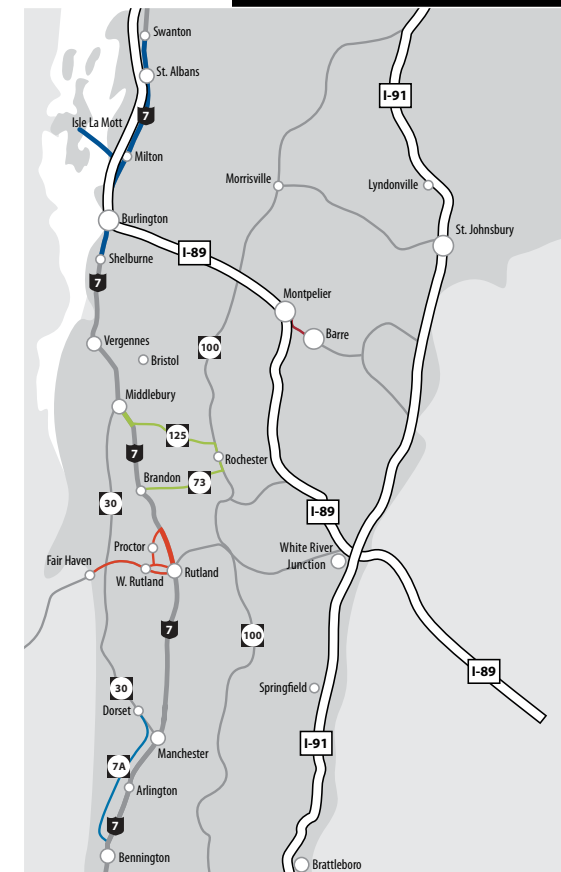 Swanton
St. Albans
I-91
7
Isle La Mott
Milton
Morrisville
Lyndonville
Burlington
St. Johnsbury
I-89
Shelburne
7
Montpelier
Barre
Vergennes
100
Bristol
Middlebury
125
7
Rochester
Brandon
73
30
I-89
Proctor
White River
Junction
Fair Haven
W. Rutland
Rutland
7
100
I-89
30
Springfield
Dorset
I-91
Manchester
7A
Arlington
7
Bennington
Brattleboro